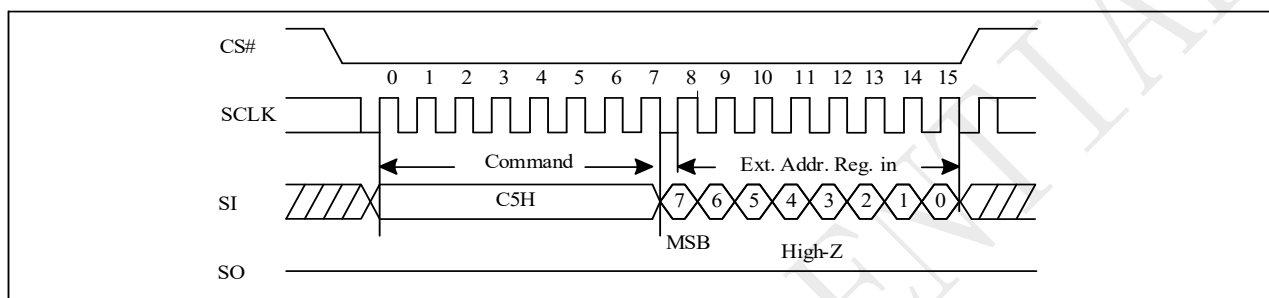 CS#
0 1 2 3 4 5 6 7 8 9 10 11 12 13 14 15
SCLK
Command Ext. Addr. Reg. in
SI C5H 7 6 5 4 3 2 1 0
MSB High-Z
SO
ENTIA